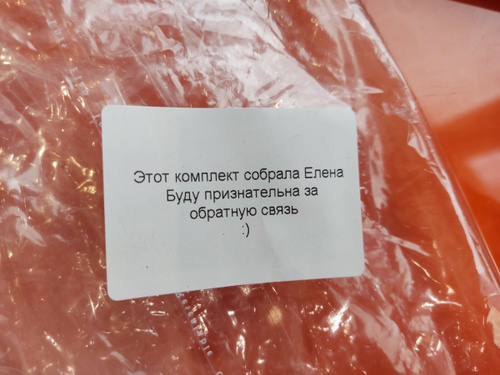 Этот комплект собрала Елена
Буду признательна за
обратную связь
:)